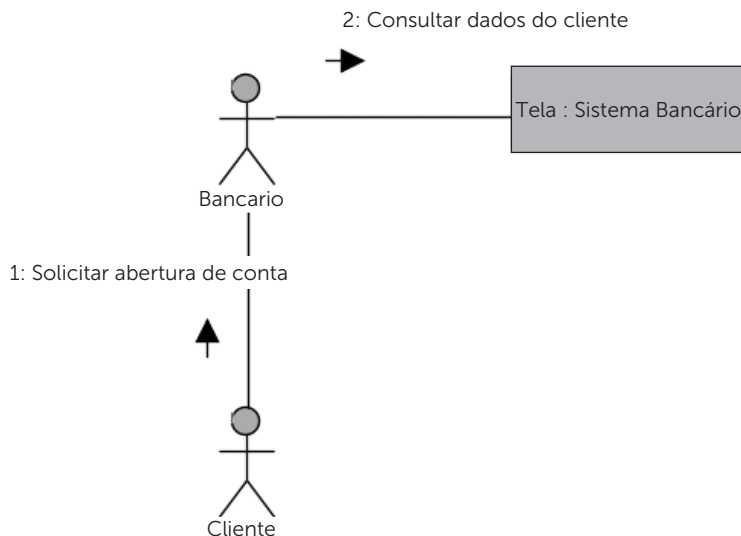 2: Consultar dados do cliente
Tela : Sistema Bancário
Bancario
1: Solicitar abertura de conta
Cliente